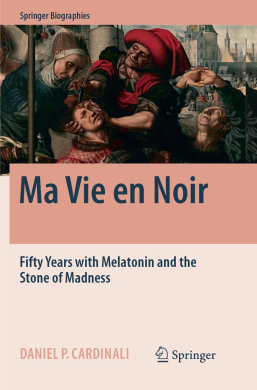 Springer Biographies
Ma Vie en Noir
Fifty Years with Melatonin and the
Stone of Madness
DANIEL P. CARDINALI
Springer